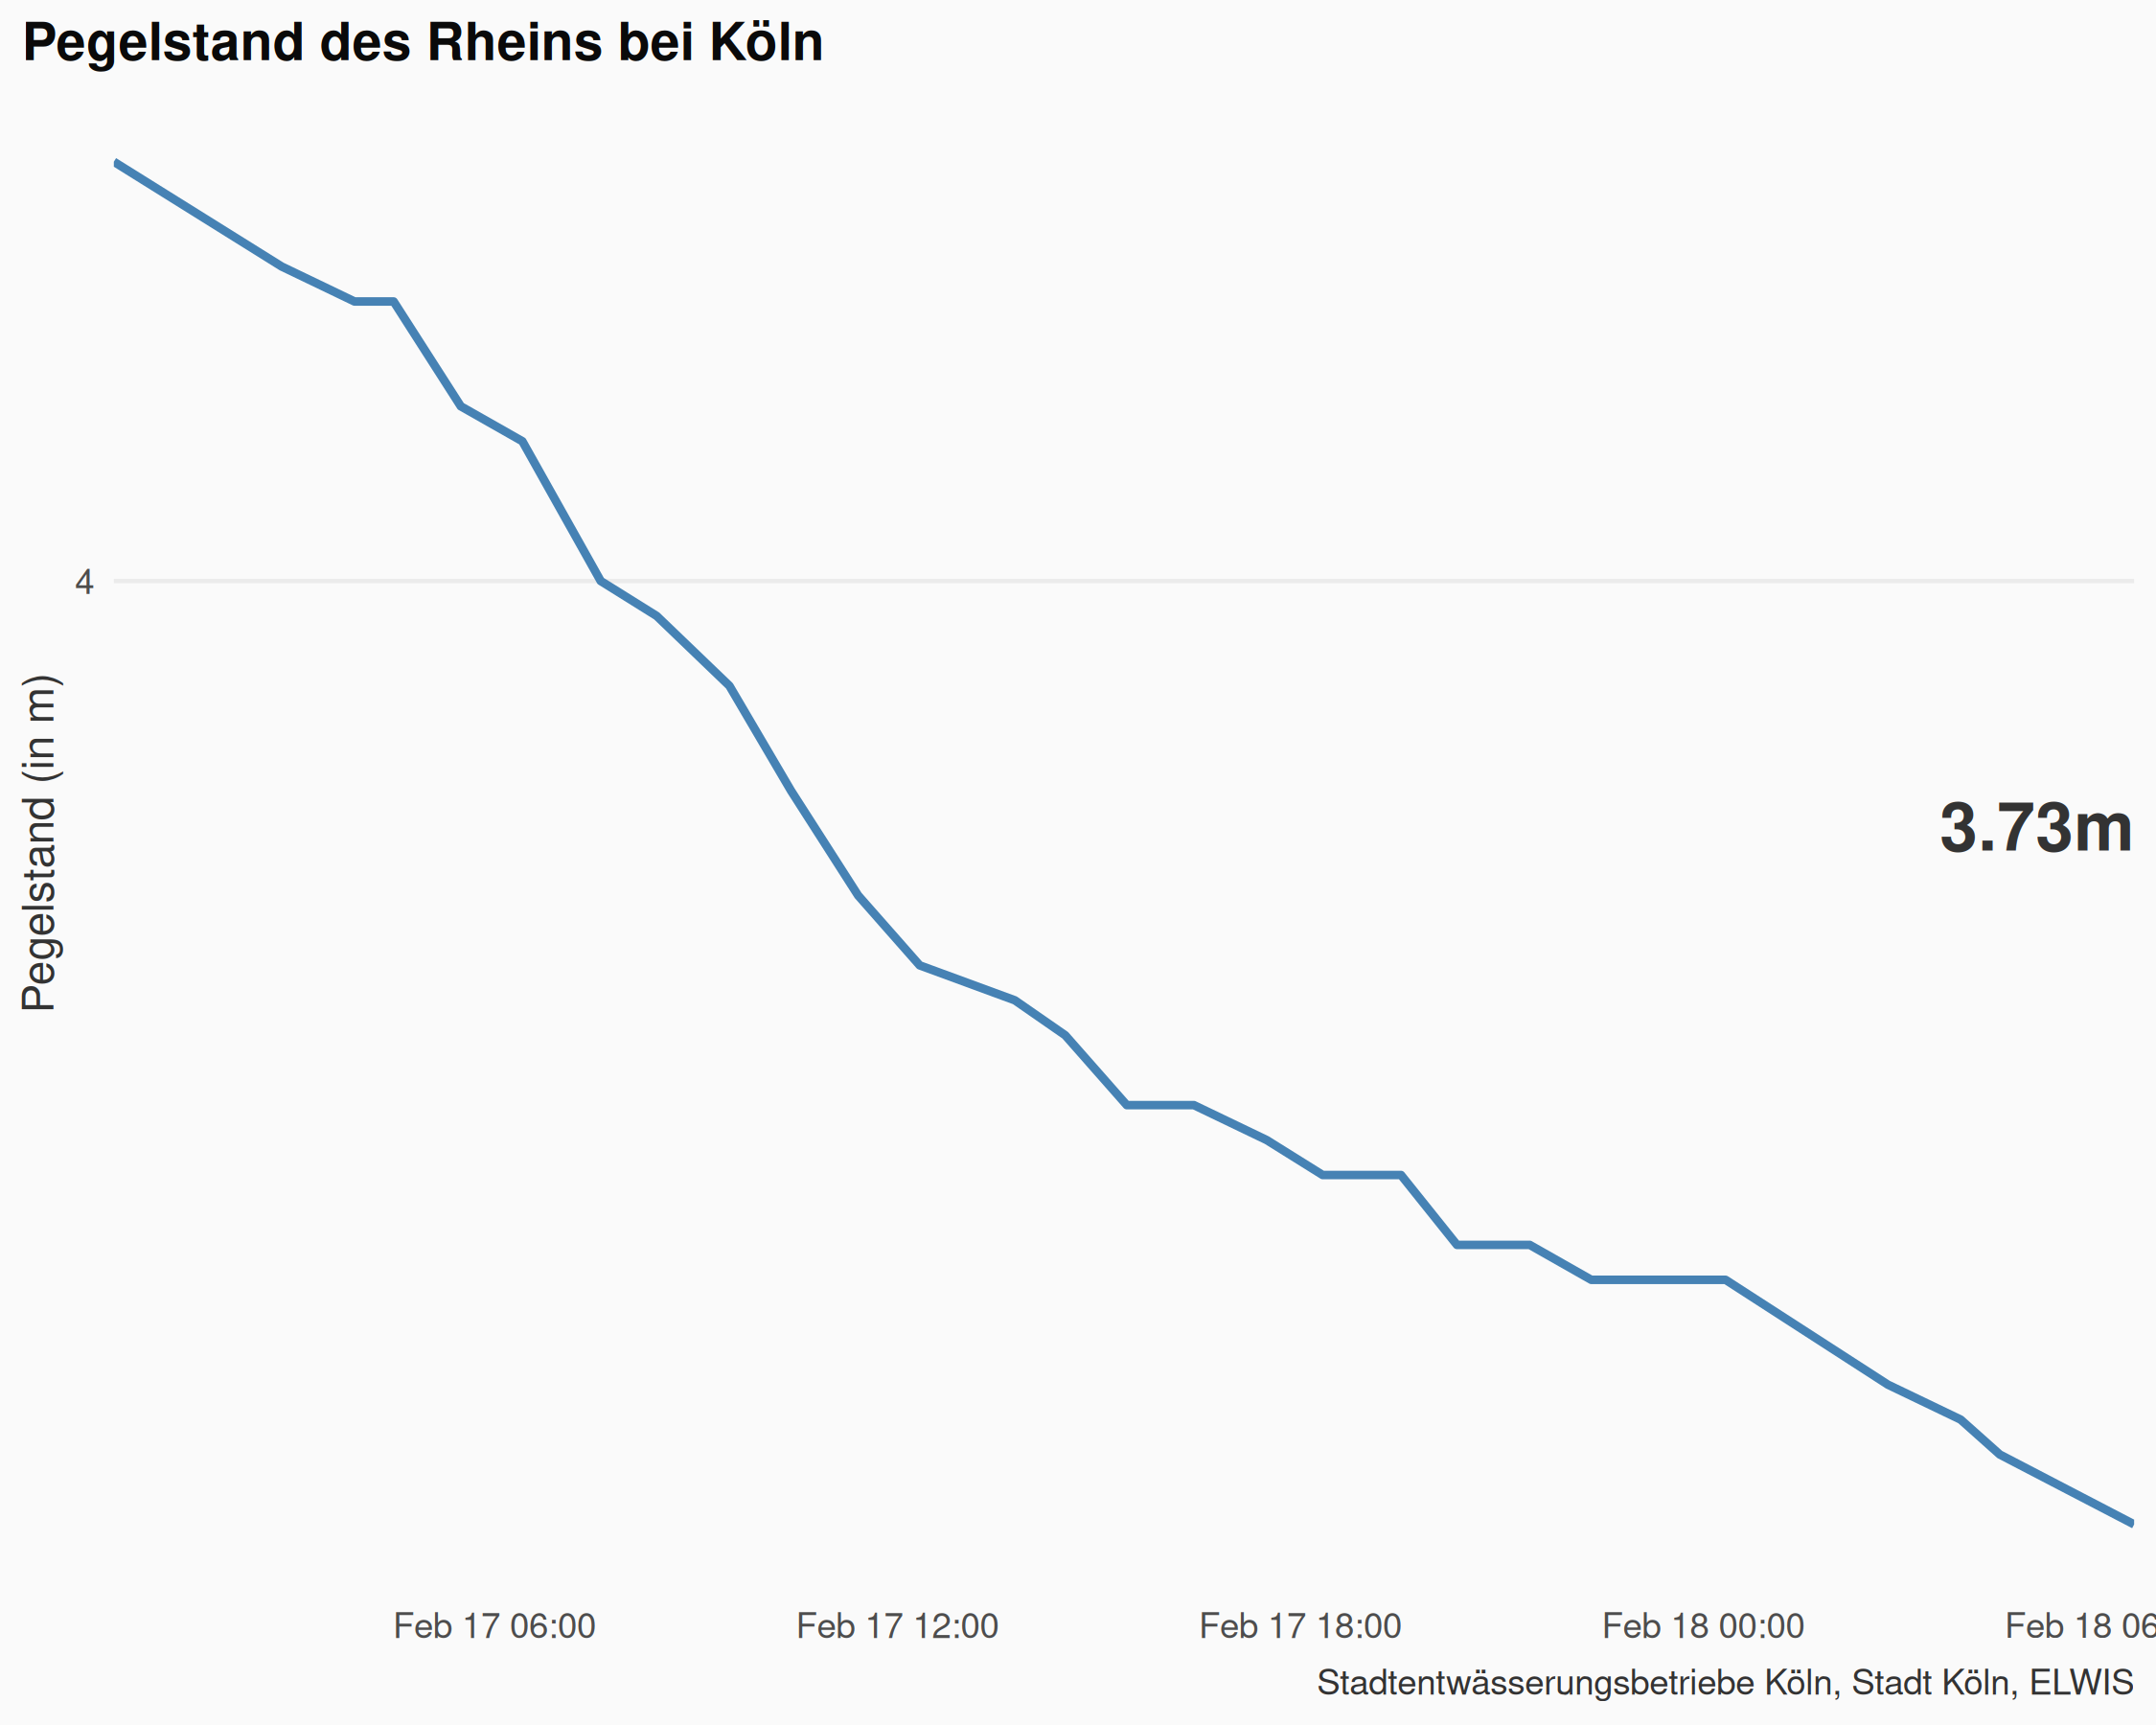 Pegelstand des Rheins bei Köln
4
Pegelstand (in m)
3.73m
Feb 17 06:00 Feb 17 12:00 Feb 17 18:00 Feb 18 00:00 Feb 18 06
Stadtentwässerungsbetriebe Köln, Stadt Köln, ELWIS